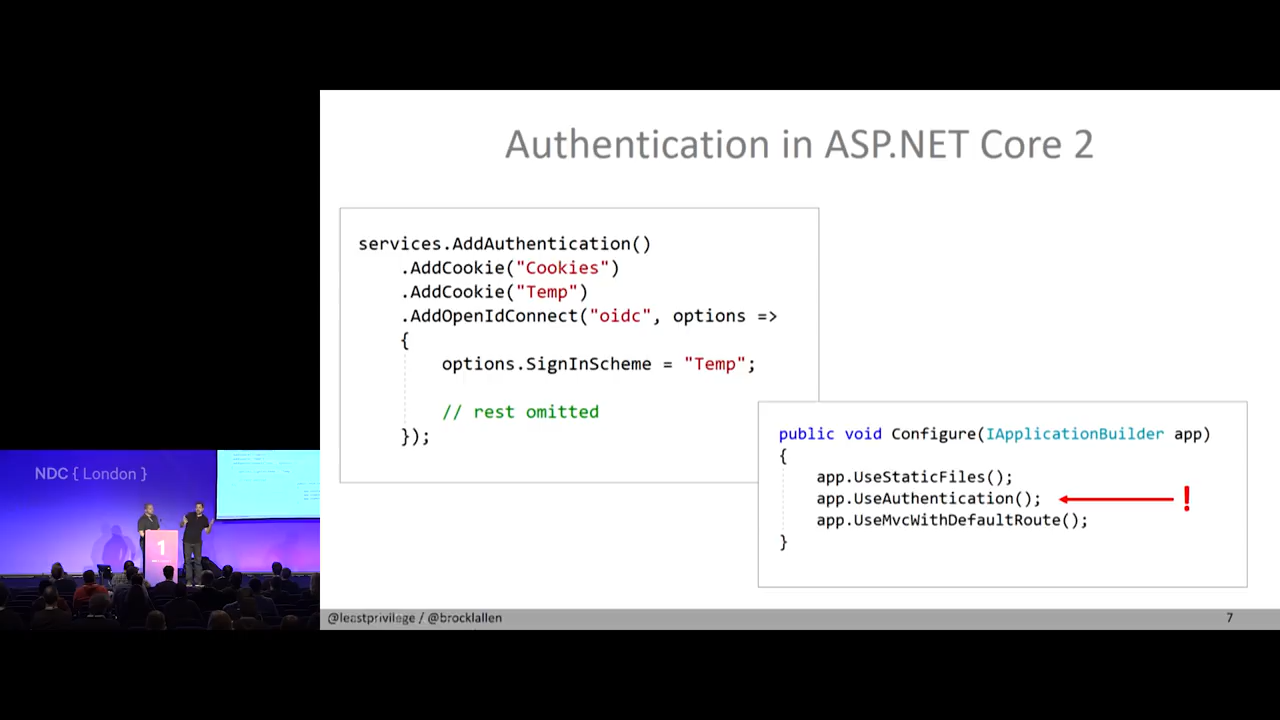 Authentication in ASP.NET Core 2
services.AddAuthentication()
.AddCookie("Cookies")
.AddCookie("Temp")
.AddOpenIdConnect("oidc", options =>
{
options.SignInScheme = "Temp";
// rest omitted
});
public void Configure(IApplicationBuilder app)
{
app.UseStaticFiles();
app.UseAuthentication();
!
app.UseMvcWithDefaultRoute();
}
NDC { London }
1
@leastprivilege / @brocklallen
7